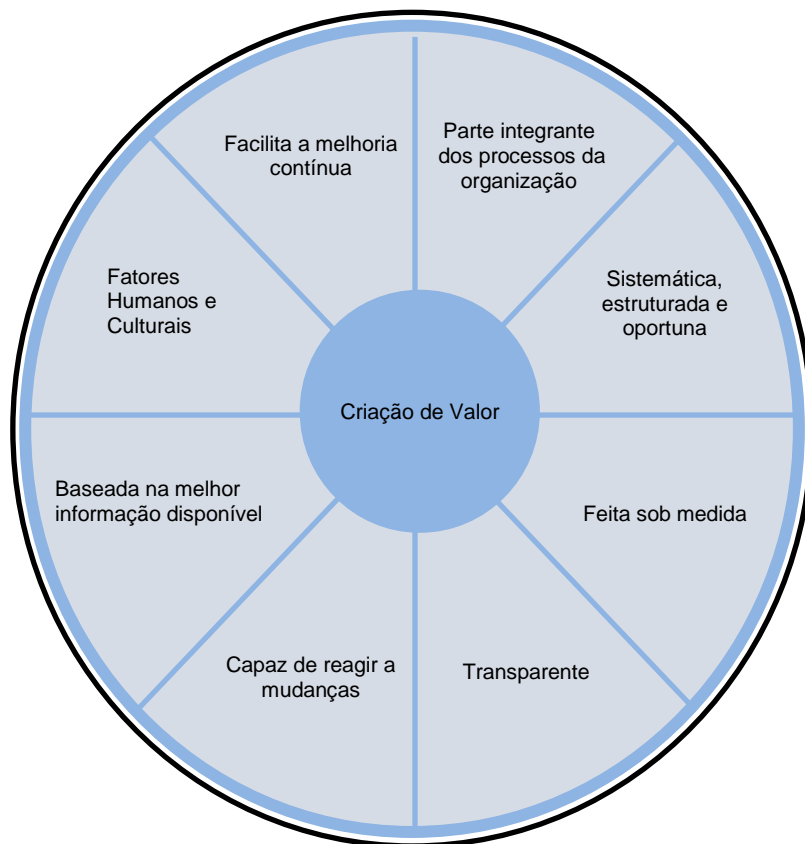 Facilita a melhoria
contínua
Parte integrante
dos processos da
organização
Fatores
Humanos e
Culturais
Sistemática,
estruturada e
oportuna
Criação de Valor
Baseada na melhor
informação disponível
Feita sob medida
Capaz de reagir a
mudanças
Transparente